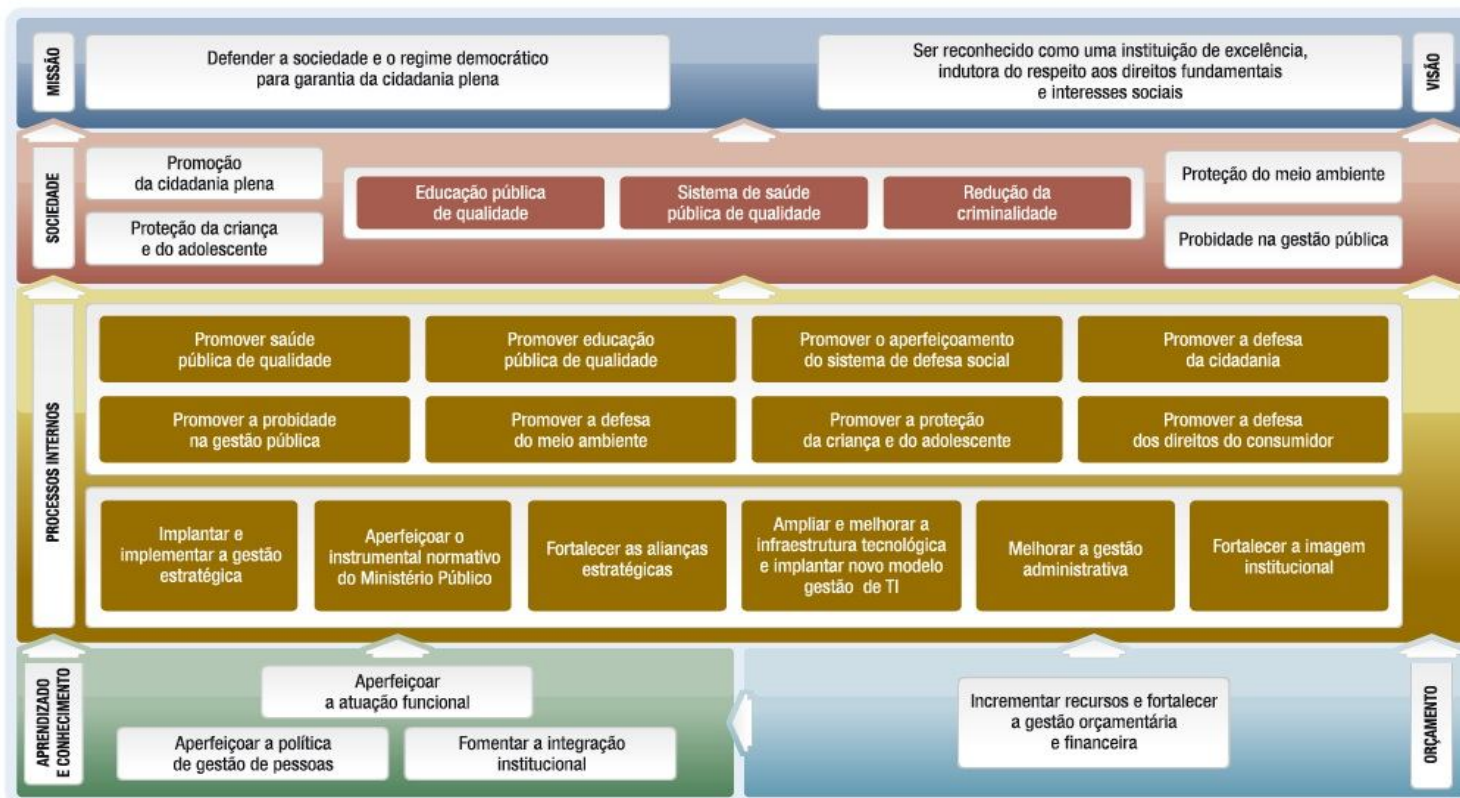 MISSÃO
Defender a sociedade e o regime democrático
para garantia da cidadania plena
Ser reconhecido como uma instituição de excelência,
indutora do respeito aos direitos fundamentais
e interesses sociais
VISÃO
SOCIEDADE
Promoção
da cidadania plena
Proteção da criança
e do adolescente
Educação pública
de qualidade
Sistema de saúde
pública de qualidade
Redução da
criminalidade
Proteção do meio ambiente
Probidade na gestão pública
PROCESSOS INTERNOS
Promover saúde
pública de qualidade
Promover educação
pública de qualidade
Promover o aperfeiçoamento
do sistema de defesa social
Promover a defesa
da cidadania
Promover a probidade
na gestão pública
Promover a defesa
do meio ambiente
Promover a proteção
da criança e do adolescente
Promover a defesa
dos direitos do consumidor
Implantar e
implementar a gestão
estratégica
Aperfeiçoar o
instrumental normativo
do Ministério Público
Fortalecer as alianças
estratégicas
Ampliar e melhorar a
infraestrutura tecnológica
e implantar novo modelo
gestão de TI
Melhorar a gestão
administrativa
Fortalecer a imagem
institucional
APRENDIZADO
E CONHECIMENTO
Aperfeiçoar
a atuação funcional
Aperfeiçoar a política
de gestão de pessoas
Fomentar a integração
institucional
Incrementar recursos e fortalecer
a gestão orçamentária
e financeira
ORÇAMENTO